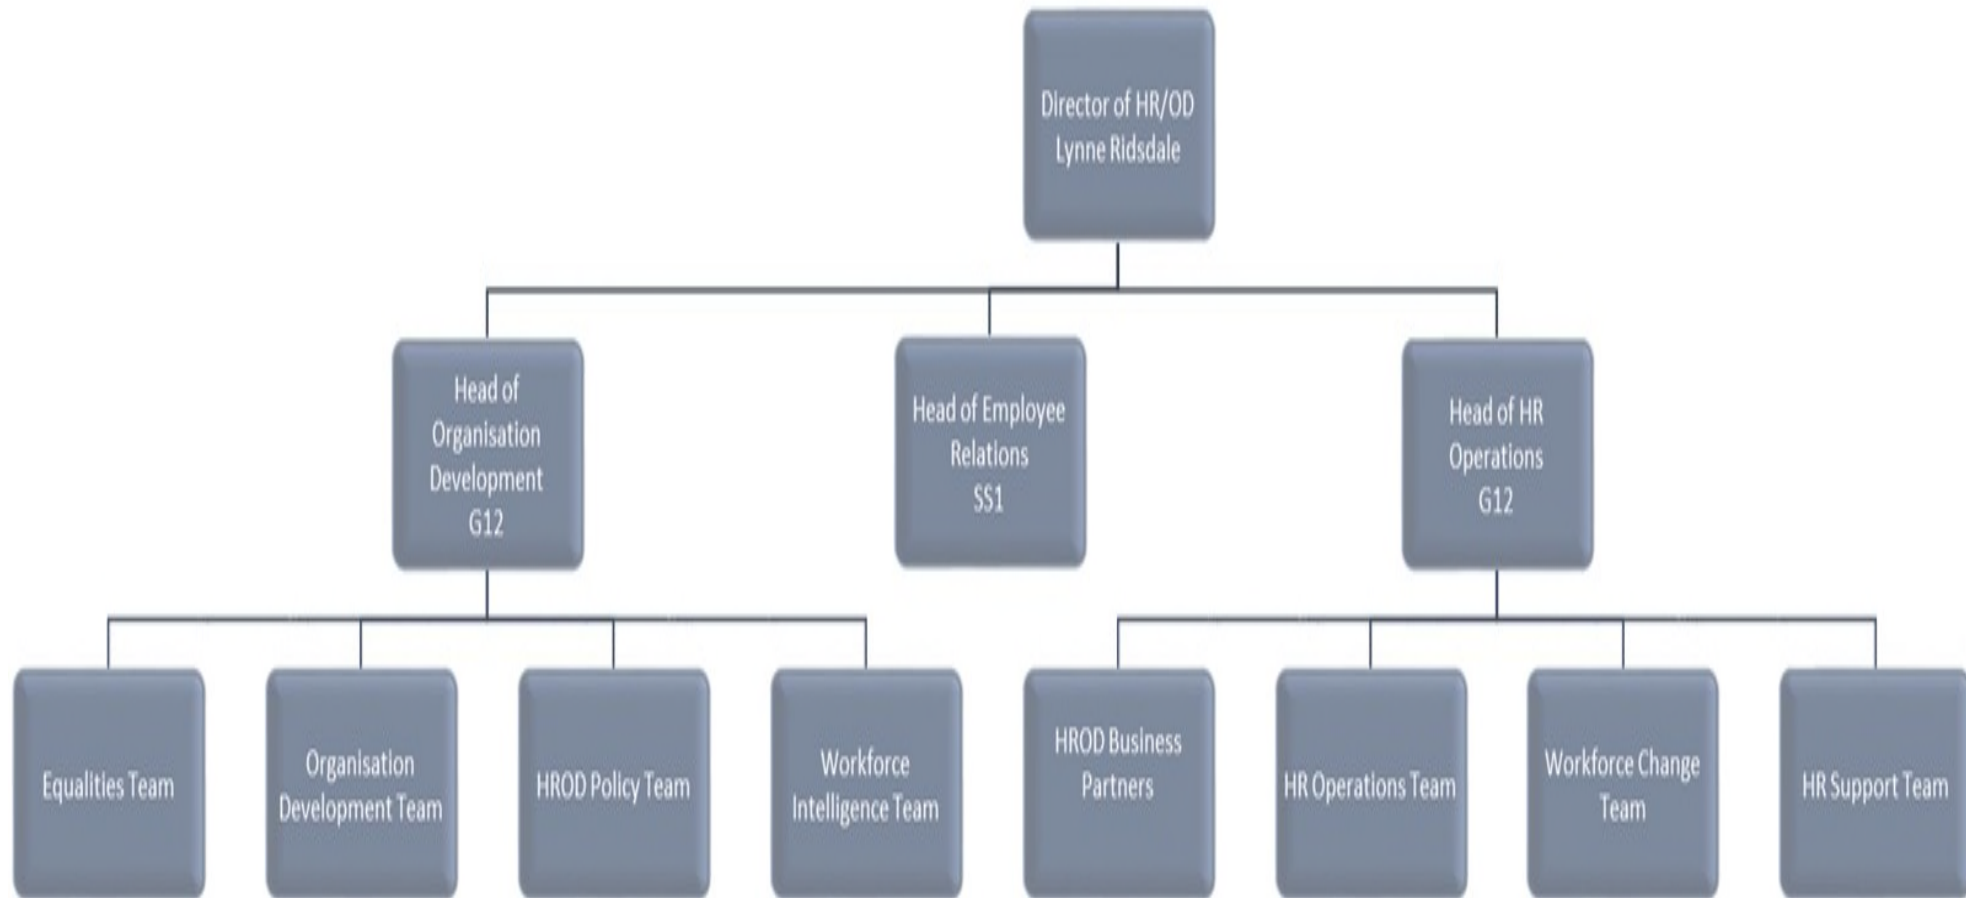 Director of HR/OD
Lynne Ridsdale
Head of
Organisation
Development
G12
Head of Employee
Relations
SS1
Head of HR
Operations
G12
Equalities Team
Organisation
Development Team
HROD Policy Team
Workforce
Intelligence Team
HROD Business
Partners
HR Operations Team
Workforce Change
Team
HR Support Team